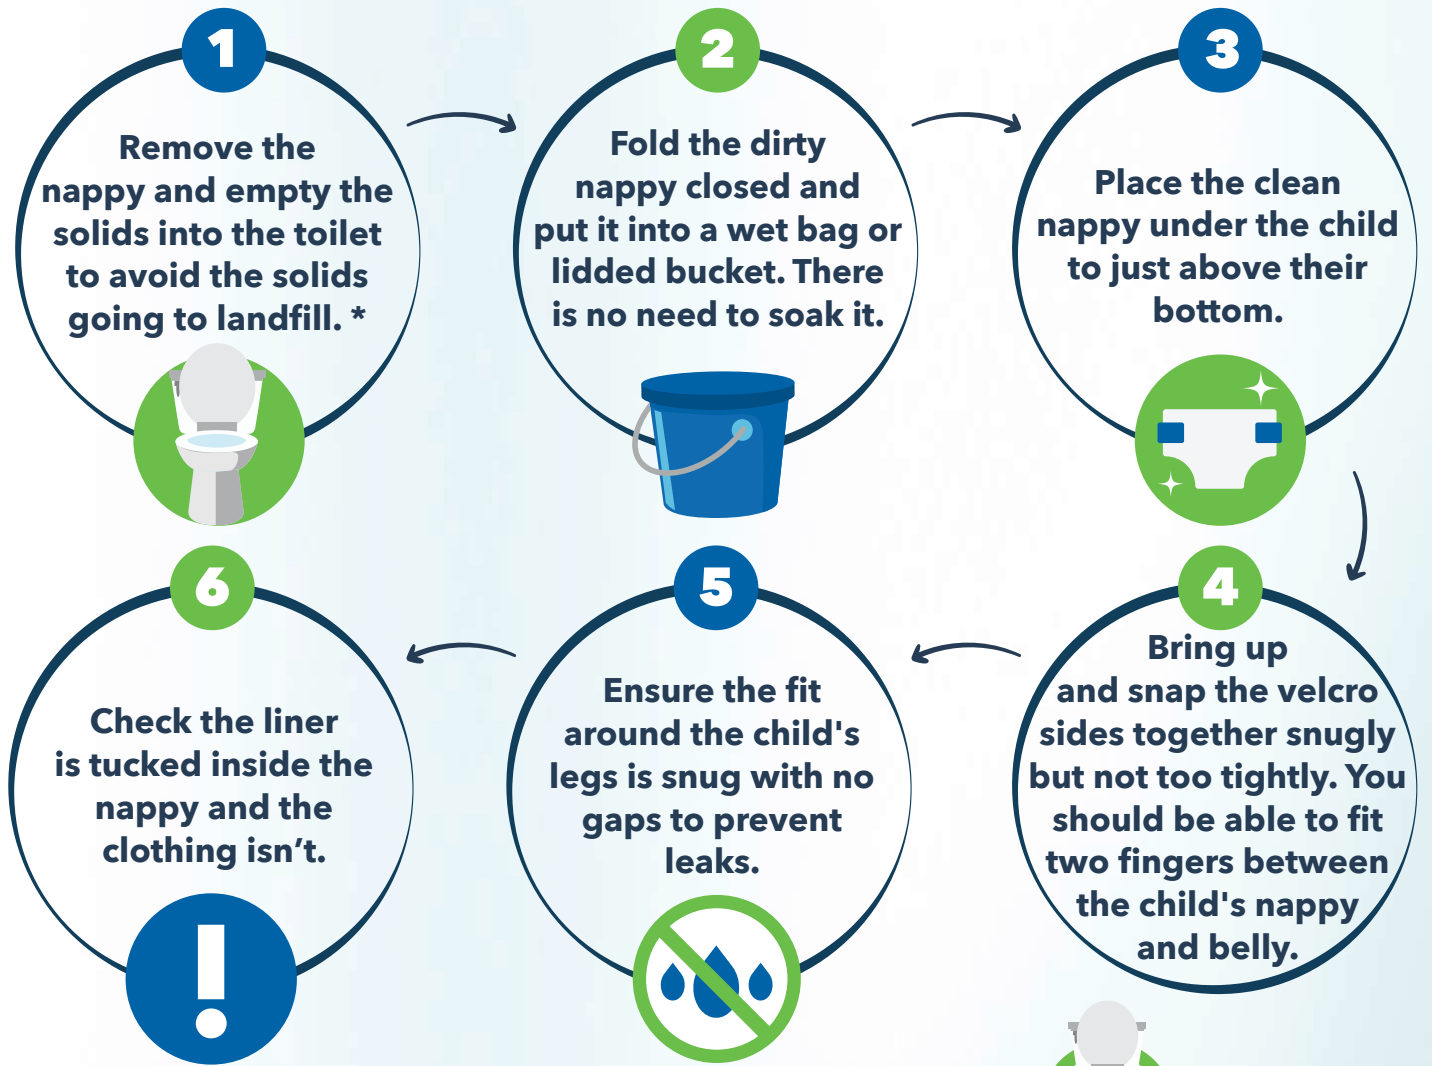 1
Remove the
nappy and empty the
solids into the toilet
to avoid the solids
going to landfill. *
2
Fold the dirty
nappy closed and
put it into a wet bag or
lidded bucket. There
is no need to soak it.
3
Place the clean
nappy under the child
to just above their
bottom.
4
Bring up
and snap the velcro
sides together snugly
but not too tightly. You
should be able to fit
two fingers between
the child's nappy
and belly.
5
Ensure the fit
around the child's
legs is snug with no
gaps to prevent
leaks.
6
Check the liner
is tucked inside the
nappy and the
clothing isn’t.